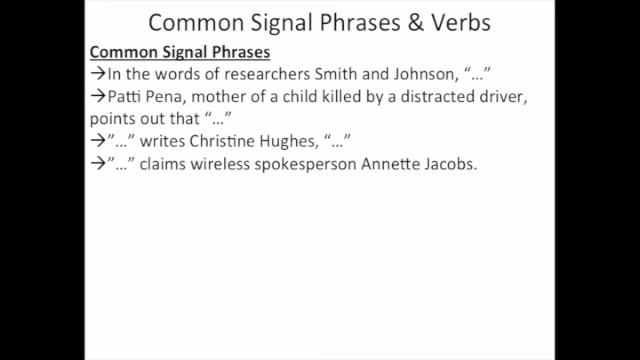 Common Signal Phrases & Verbs
Common Signal Phrases
→In the words of researchers Smith and Johnson, “…”
→Patti Pena, mother of a child killed by a distracted driver,
points out that “…”
→”…” writes Christine Hughes, “…”
→”…” claims wireless spokesperson Annette Jacobs.